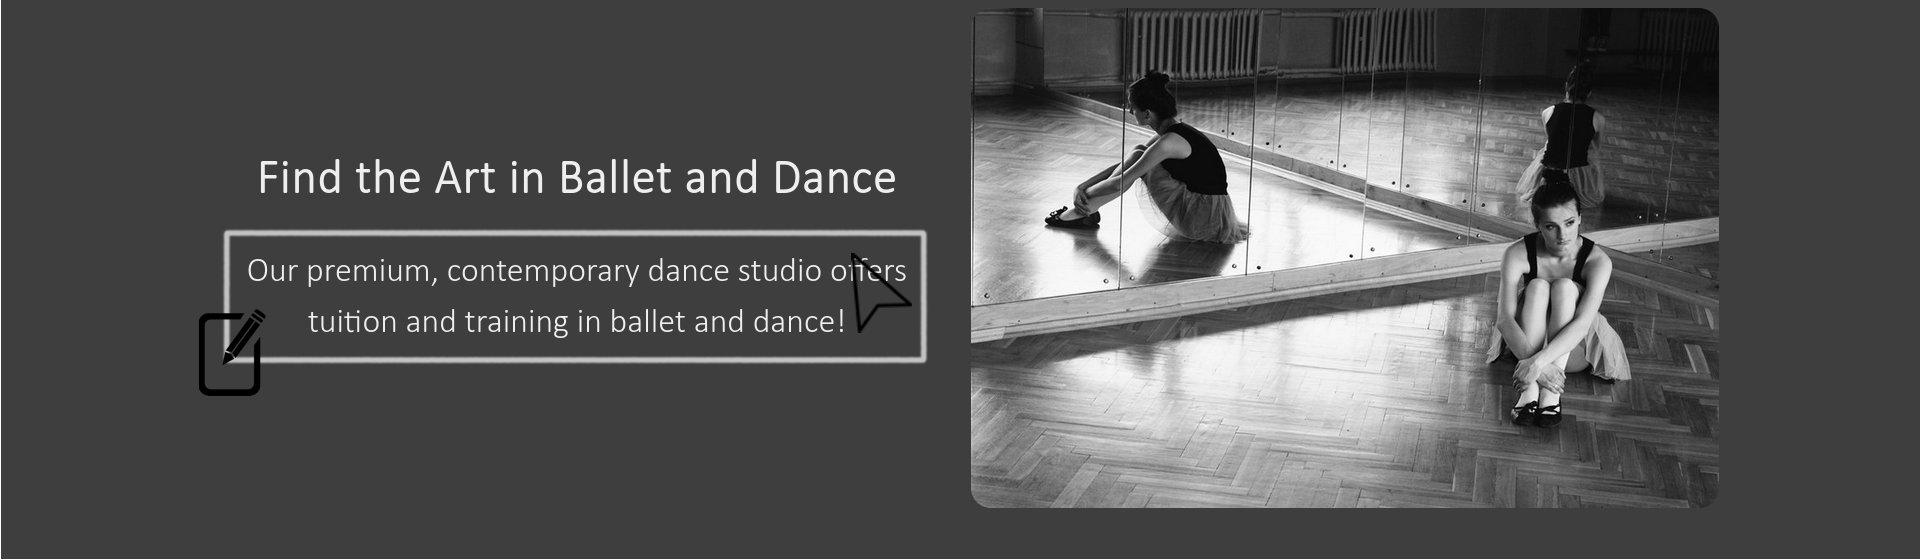 Find the Art in Ballet and Dance
Our premium, contemporary dance studio offers
tuition and training in ballet and dance!